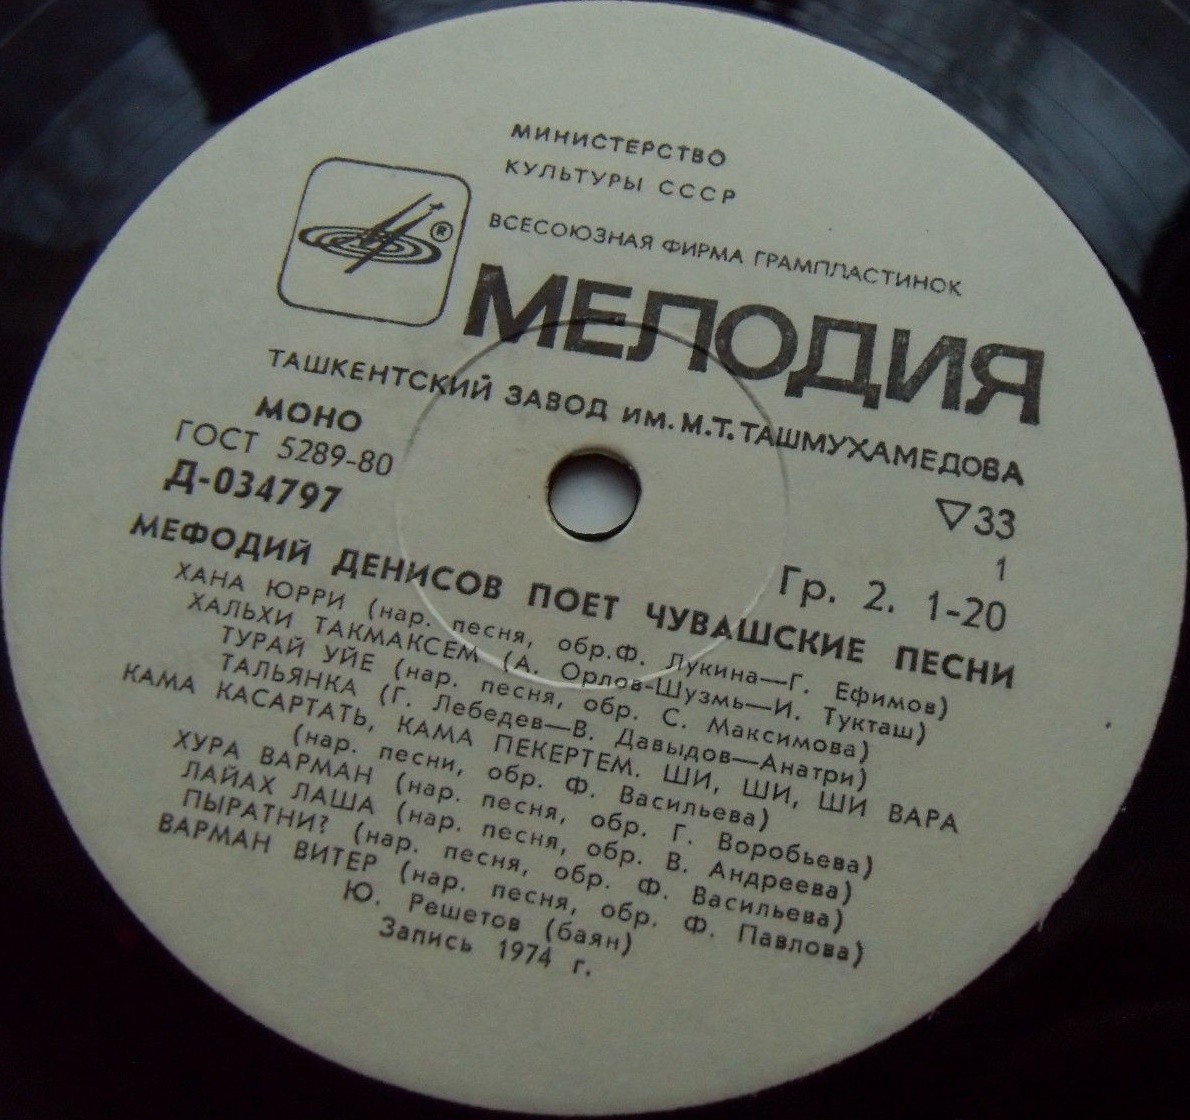 МИНИСТЕРСТВО
КУЛЬТУРЫ СССР
ВСЕСОЮЗНАЯ ФИРМА ГРАМПЛАСТИНОК
®
МЕЛОДИЯ
ТАШКЕНТСКИЙ ЗАВОД ИМ. М.Т. ТАШМУХАМЕДОВА
МОНО
ГОСТ 5289-80
Д-034797
▽33
1
Гр. 2. 1-20
МЕФОДИЙ ДЕНИСОВ ПОЕТ ЧУВАШСКИЕ ПЕСНИ
ХАНА ЮРРИ (нар. песня, обр.Ф. Лукина—Г. Ефимов)
ХАЛЬХИ ТАКМАКСЕМ (А. Орлов-Шузмь—И. Тукташ)
ТУРАЙ УЙЕ (нар. песня, обр. С. Максимова)
ТАЛЬЯНКА (Г. Лебедев—В. Давыдов—Анатри)
КАМА КАСАРТАТЬ, КАМА ПЕКЕРТЕМ. ШИ, ШИ, ШИ ВАРА
(нар. песни, обр. Ф. Васильева)
ХУРА ВАРМАН (нар. песня, обр. Г. Воробьева)
ЛАЙАХ ЛАША (нар. песня, обр. В. Андреева)
ПЫРАТНИ? (нар. песня, обр. Ф. Васильева)
ВАРМАН ВИТЕР (нар. песня, обр. Ф. Павлова)
Ю. Решетов (баян)
Запись 1974 г.